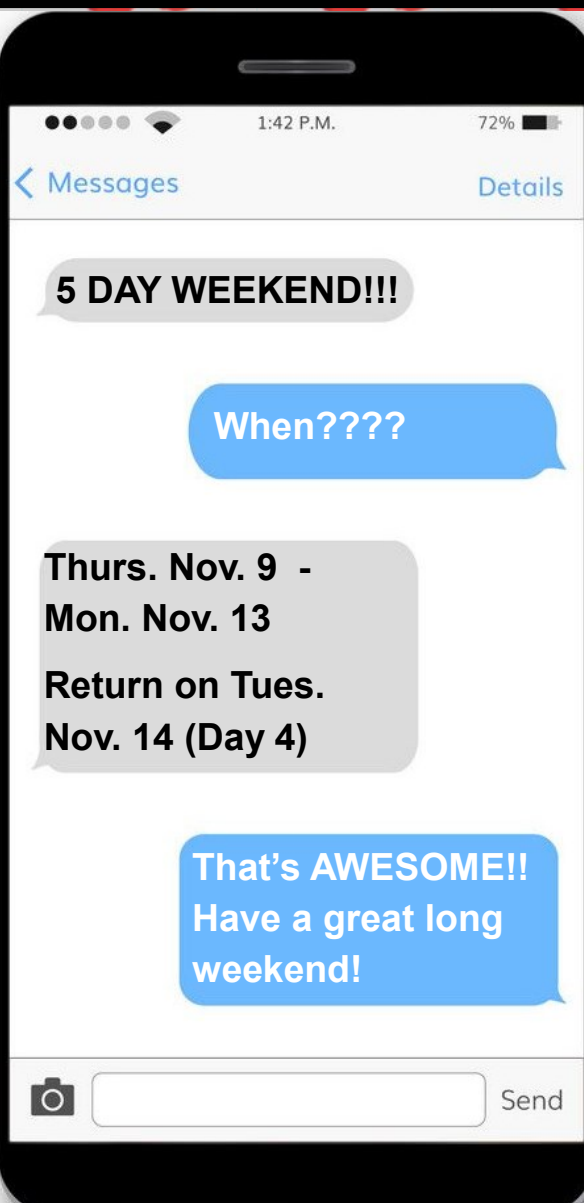 1:42 P.M.
72%
Messages
Details
5 DAY WEEKEND!!!
When????
Thurs. Nov. 9 -
Mon. Nov. 13
Return on Tues.
Nov. 14 (Day 4)
That’s AWESOME!!
Have a great long
weekend!
Send